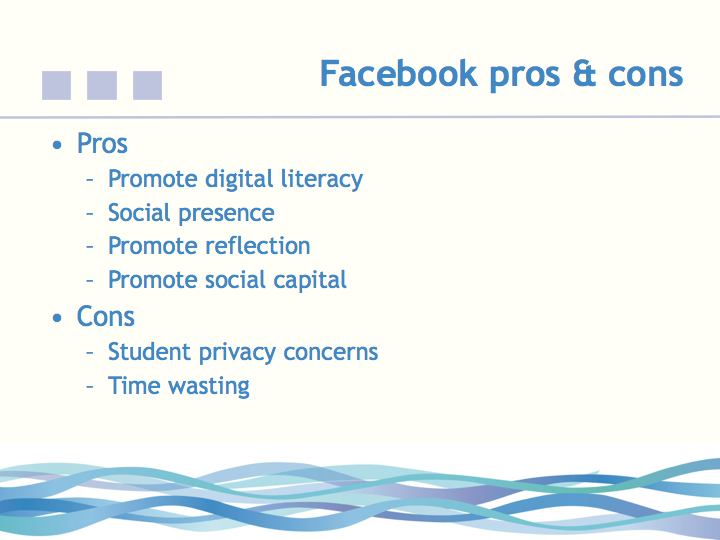 Facebook pros & cons
• Pros
– Promote digital literacy
– Social presence
– Promote reflection
– Promote social capital
• Cons
– Student privacy concerns
– Time wasting